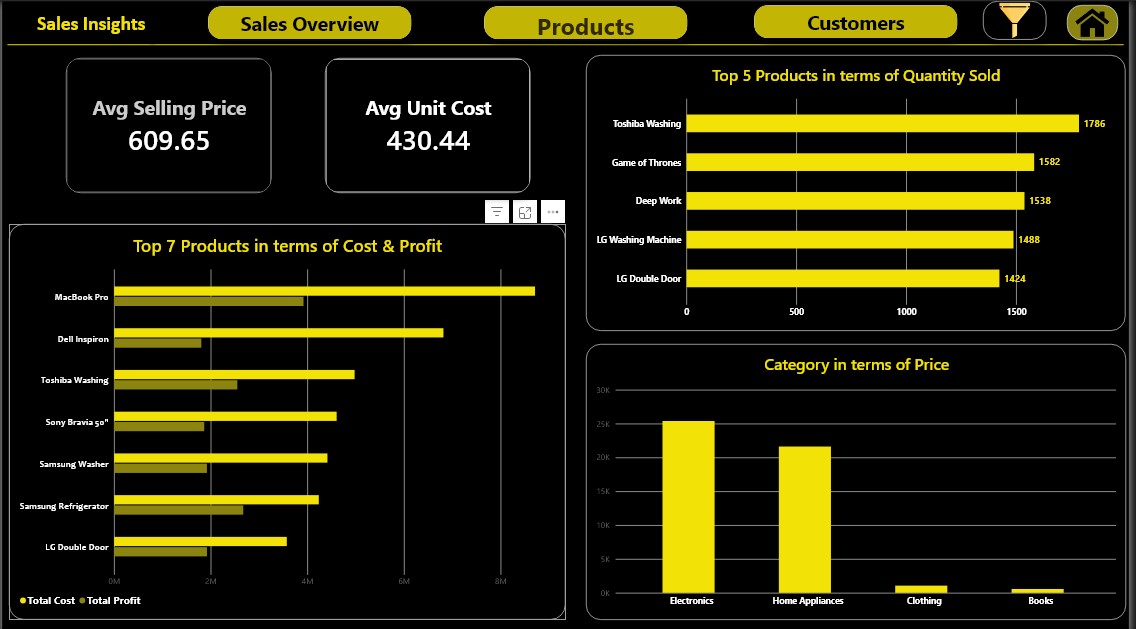 Sales Insights
Sales Overview
Products
Customers
Avg Selling Price
609.65
Avg Unit Cost
430.44
Top 7 Products in terms of Cost & Profit
MacBook Pro
Dell Inspiron
Toshiba Washing
Sony Bravia 50"
Samsung Washer
Samsung Refrigerator
LG Double Door
0M 2M 4M 6M 8M
Total Cost Total Profit
Top 5 Products in terms of Quantity Sold
Toshiba Washing 1786
Game of Thrones 1582
Deep Work 1538
LG Washing Machine 1488
LG Double Door 1424
0 500 1000 1500
Category in terms of Price
30K
25K
20K
15K
10K
5K
0K
Electronics Home Appliances Clothing Books